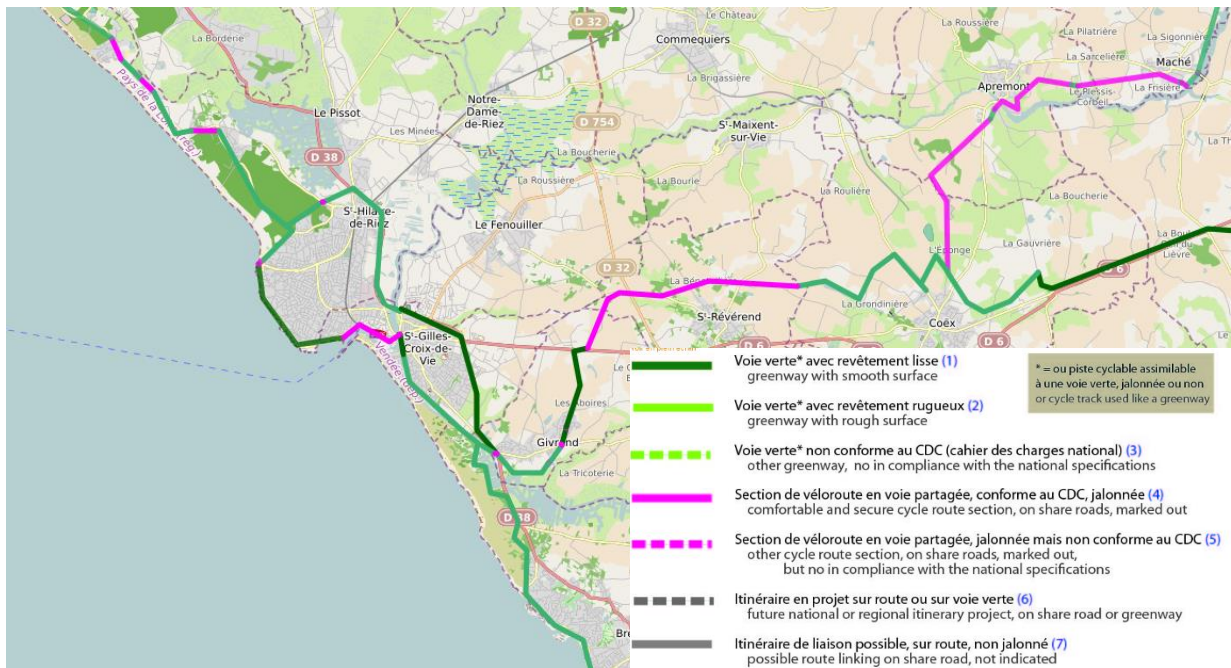 D 32
Le Château
La Roussière
La Pilatrière
La Sigonnière
La Borderie
Commequiers
La Sarcelière
Maché
La Brigassière
Apremont
Le-Plessis-
Corbeil
La Frisière
Le Pissot
Notre-
Dame-
de-Riez
Les Minées
D 754
St-Maixent-
sur-Vie
D 38
La Boucherie
La Roussière
La Bourie
La Roulière
La Boucherie
St-Hilaire-
de-Riez
Le Fenouiller
L'Éponge
La Gauvrière
D 32
D 6
La Grondinière
Coëx
St-Révérend
D 6
D 6
St-Gilles-
Croix-de-
Vie
Vendée (dép.)
Givrand
La Tricoterie
D 38
Voie verte* avec revêtement lisse (1)
greenway with smooth surface
* = ou piste cyclable assimilable
à une voie verte, jalonnée ou non
or cycle track used like a greenway
Voie verte* avec revêtement rugueux (2)
greenway with rough surface
Voie verte* non conforme au CDC (cahier des charges national) (3)
other greenway, no in compliance with the national specifications
Section de véloroute en voie partagée, conforme au CDC, jalonnée (4)
comfortable and secure cycle route section, on share roads, marked out
Section de véloroute en voie partagée, jalonnée mais non conforme au CDC (5)
other cycle route section, on share roads, marked out,
but no in compliance with the national specifications
Itinéraire en projet sur route ou sur voie verte (6)
future national or regional itinerary project, on share road or greenway
Itinéraire de liaison possible, sur route, non jalonné (7)
possible route linking on share road, not indicated